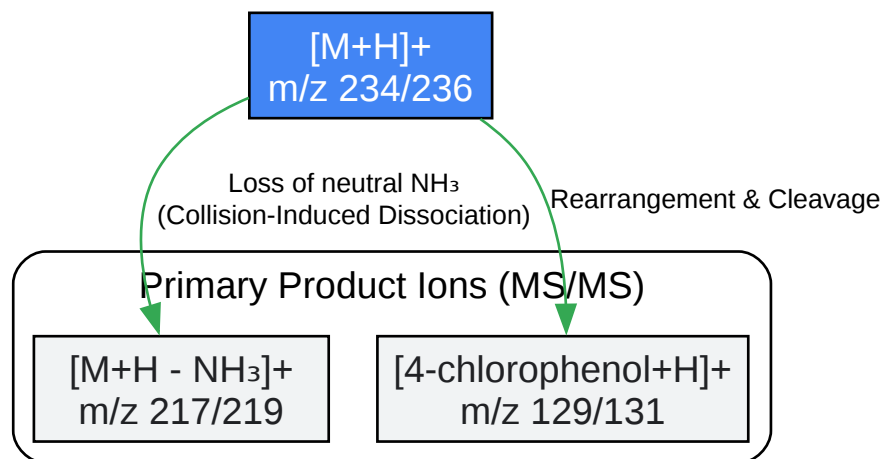 [M+H]+
m/z 234/236
Loss of neutral NH₃
(Collision-Induced Dissociation)
Rearrangement & Cleavage
Primary Product Ions (MS/MS)
[M+H - NH₃]+
m/z 217/219
[4-chlorophenol+H]+
m/z 129/131